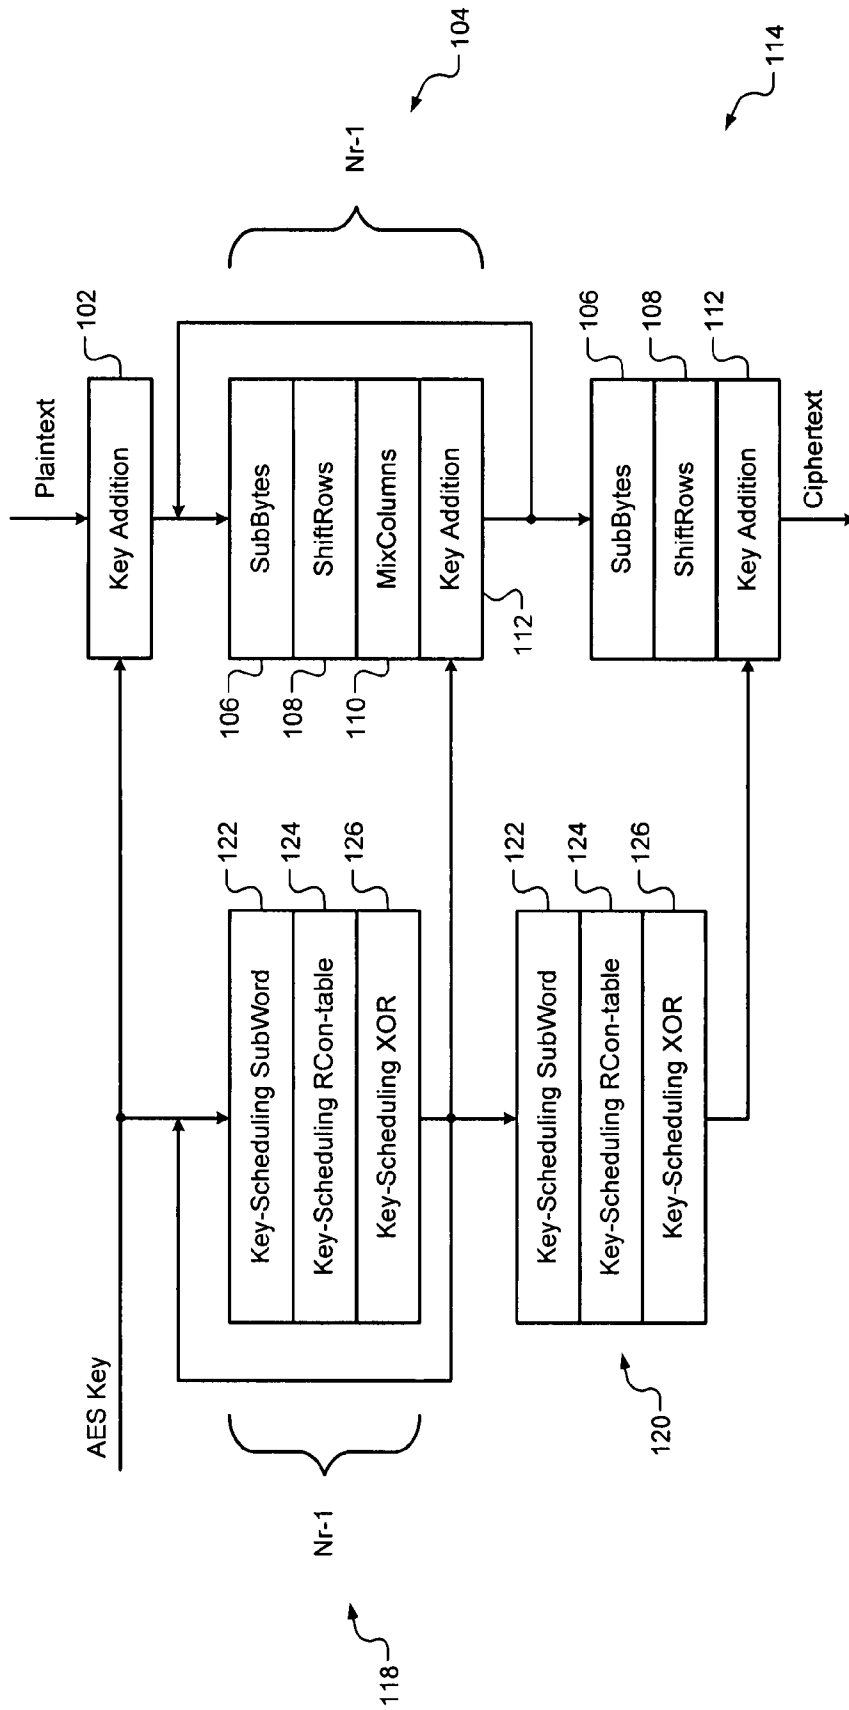 Plaintext
Key Addition
102
AES Key
Nr-1
118
Key-Scheduling SubWord
Key-Scheduling RCon-table
Key-Scheduling XOR
122
124
126
SubBytes
ShiftRows
MixColumns
Key Addition
106
108
110
112
Nr-1
104
Key-Scheduling SubWord
Key-Scheduling RCon-table
Key-Scheduling XOR
122
124
126
120
SubBytes
ShiftRows
Key Addition
106
108
112
Ciphertext
114